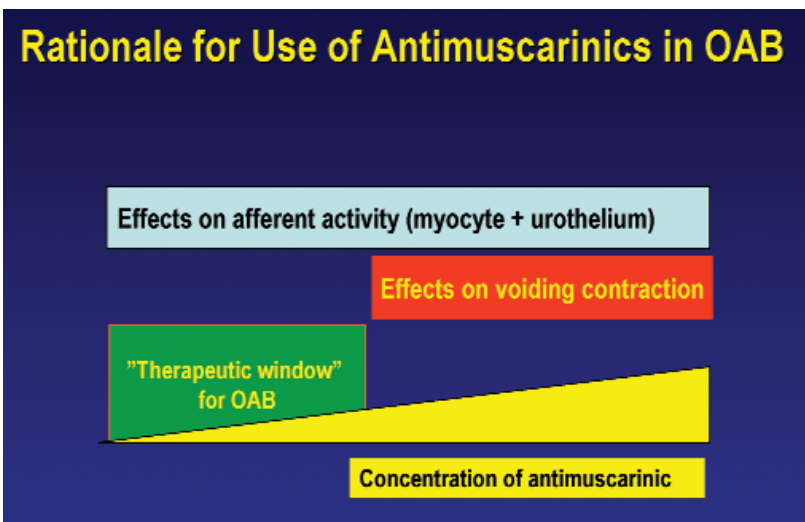 Rationale for Use of Antimuscarinics in OAB
Effects on afferent activity (myocyte + urothelium)
Effects on voiding contraction
”Therapeutic window”
for OAB
Concentration of antimuscarinic